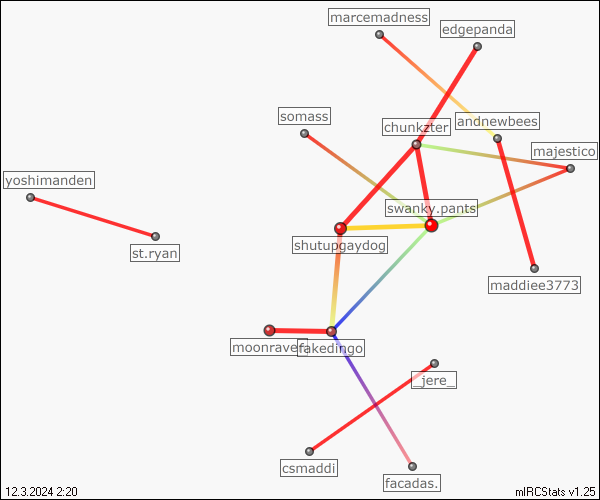 marcemadness
edgepanda
somass
chunkzter
andnewbees
majestico
yoshimanden
swanky.pants
st.ryan
shutupgaydog
maddiee3773
fakedingo
_jere_
csmaddi
facadas.
12.3.2024 2:20
mIRCStats v1.25